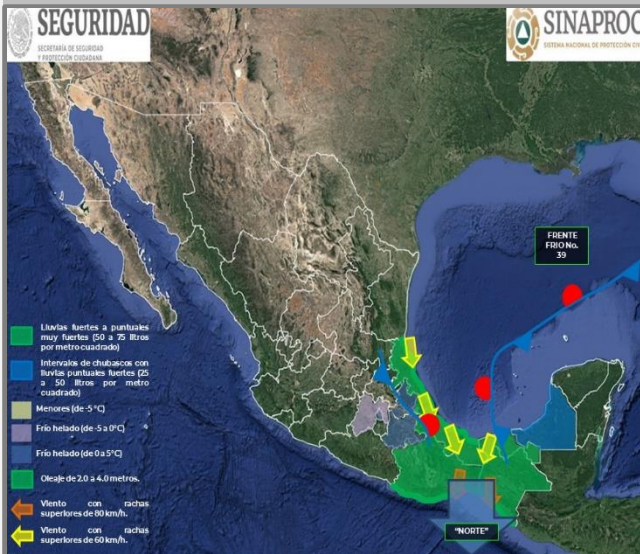 SEGURIDAD
SECRETARÍA DE SEGURIDAD
Y PROTECCIÓN CIUDADANA
SINAPROC
SISTEMA NACIONAL DE PROTECCIÓN CIV
FRENTE
FRIO No.
39
Lluvias fuertes a puntuales
muy fuertes (50 a 75 litros
por metro cuadrado)
Intervalos de chubascos con
lluvias puntuales fuertes (25
a 50 litros por metro
cuadrado)
Menores (de -5 °C)
Frío helado (de -5 a 0°C)
Frío helado (de 0 a 5°C)
Oleaje de 2.0 a 4.0 metros.
Viento con rachas
superiores de 80 km/h.
Viento con rachas
superiores de 60 km/h.
"NORTE"